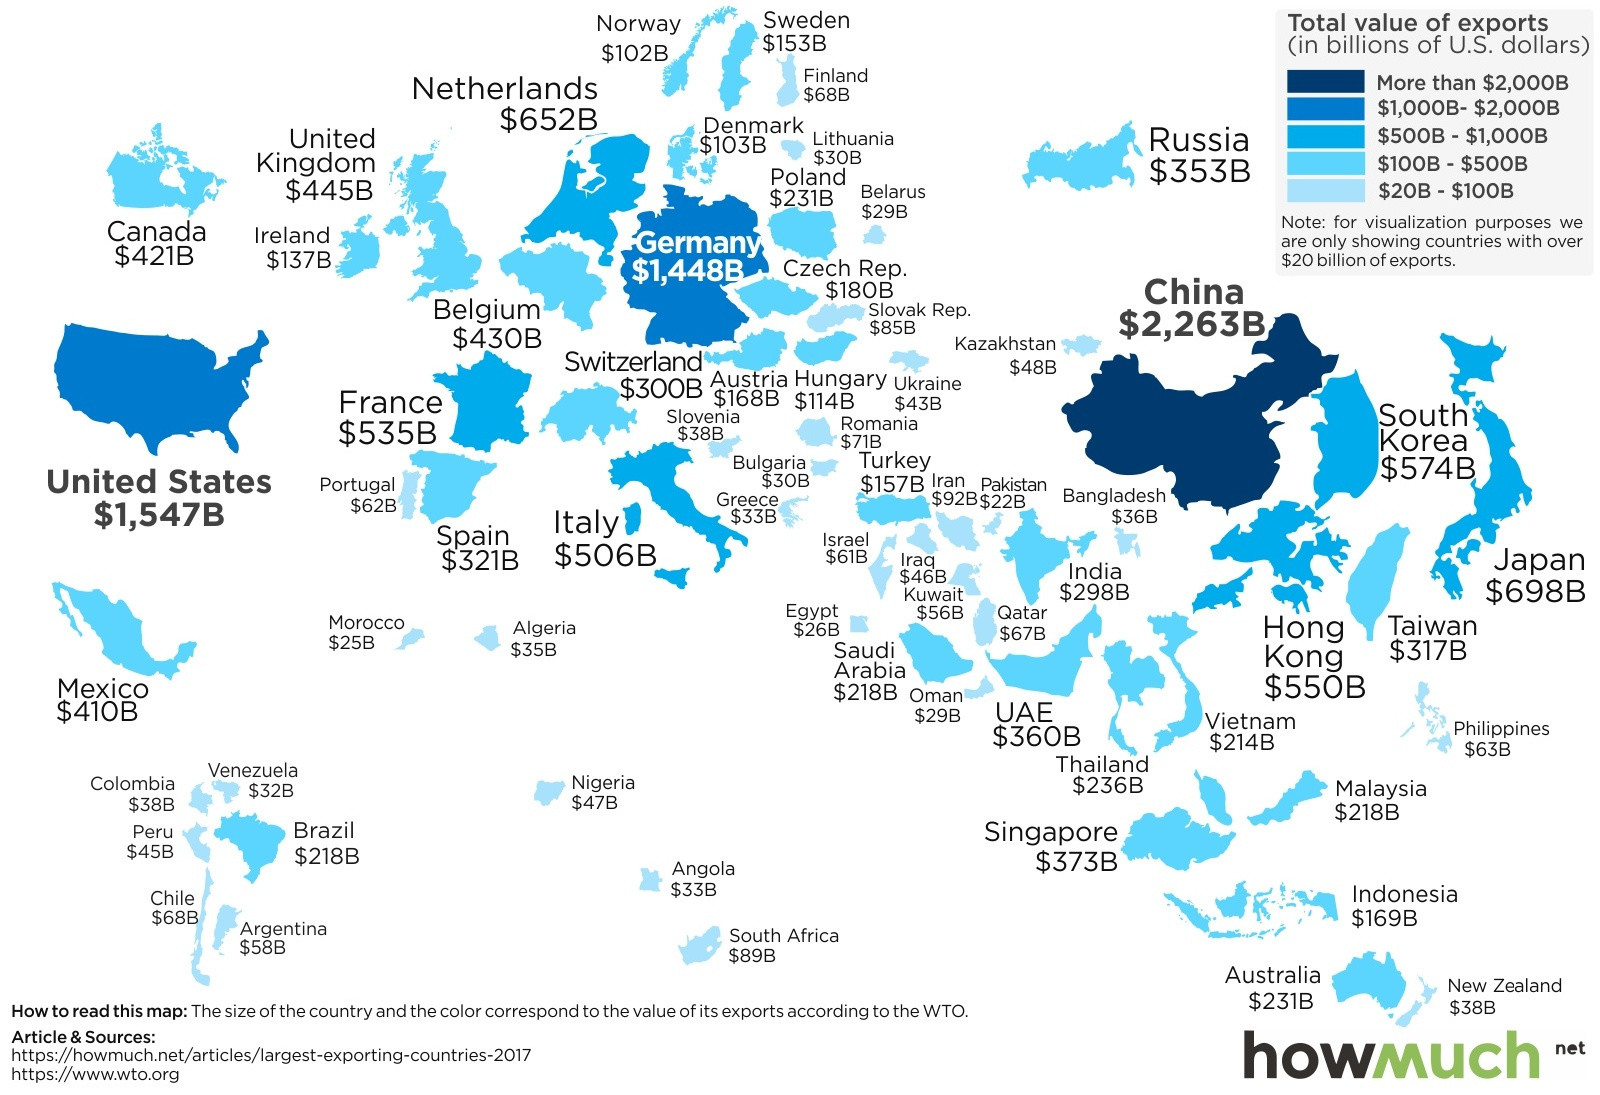 Total value of exports
(in billions of U.S. dollars)
More than $2,000B
$1,000B- $2,000B
$500B - $1,000B
$100B - $500B
$20B - $100B
Note: for visualization purposes we
are only showing countries with over
$20 billion of exports.
Norway
$102B
Sweden
$153B
Finland
$68B
Netherlands
$652B
Denmark
$103B
Lithuania
$30B
United
Kingdom
$445B
Poland
$231B
Belarus
$29B
Russia
$353B
Canada
$421B
Ireland
$137B
Germany
$1,448B
Czech Rep.
$180B
Belgium
$430B
Slovak Rep.
$85B
China
$2,263B
Kazakhstan
$48B
Switzerland
$300B
Austria
$168B
Hungary
$114B
Ukraine
$43B
France
$535B
Slovenia
$38B
Romania
$71B
South
Korea
$574B
United States
$1,547B
Portugal
$62B
Bulgaria
$30B
Turkey
$157B
Iran
$92B
Pakistan
$22B
Bangladesh
$36B
Greece
$33B
Spain
$321B
Italy
$506B
Israel
$61B
Iraq
$46B
India
$298B
Japan
$698B
Kuwait
$56B
Egypt
$26B
Qatar
$67B
Morocco
$25B
Algeria
$35B
Hong
Kong
$550B
Taiwan
$317B
Saudi
Arabia
$218B
Oman
$29B
UAE
$360B
Mexico
$410B
Vietnam
$214B
Philippines
$63B
Thailand
$236B
Colombia
$38B
Venezuela
$32B
Nigeria
$47B
Malaysia
$218B
Peru
$45B
Brazil
$218B
Singapore
$373B
Angola
$33B
Chile
$68B
Argentina
$58B
South Africa
$89B
Indonesia
$169B
Australia
$231B
New Zealand
$38B
How to read this map: The size of the country and the color correspond to the value of its exports according to the WTO.
Article & Sources:
https://howmuch.net/articles/largest-exporting-countries-2017
https://www.wto.org
howmuch net